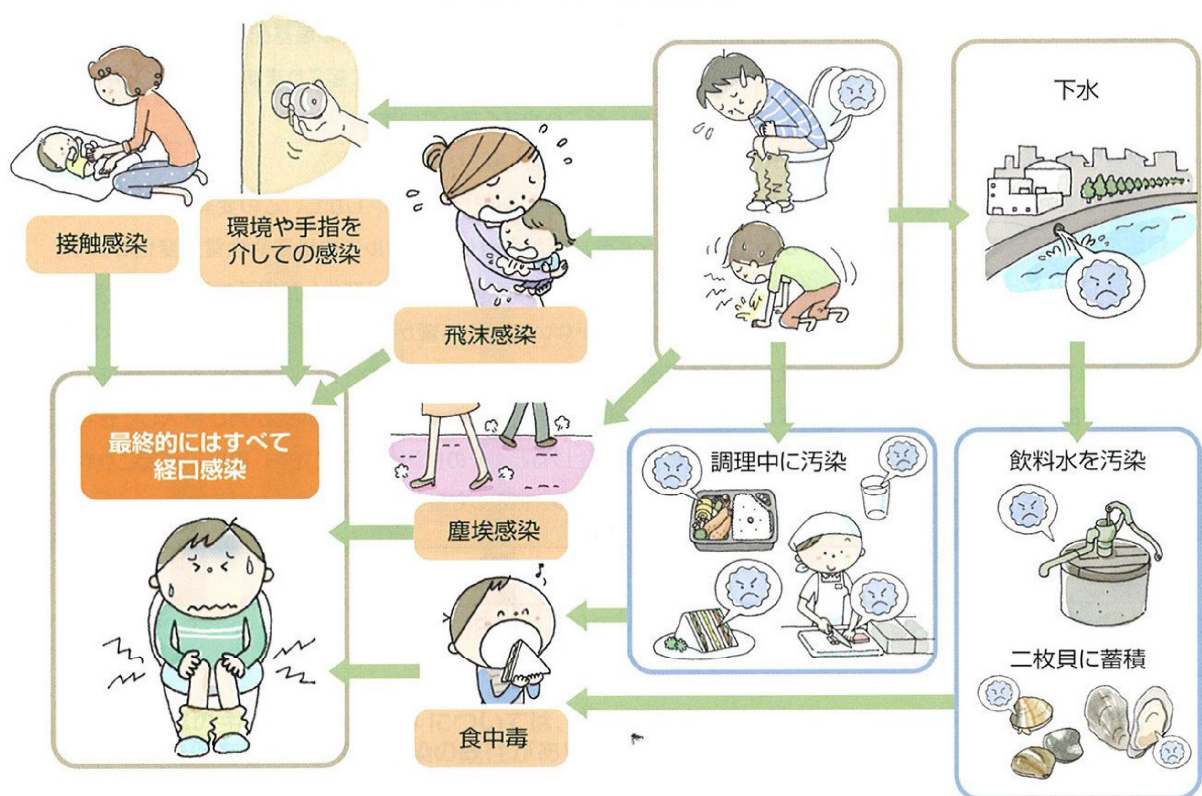 下水
接触感染
環境や手指を
介しての感染
飛沫感染
最終的にはすべて
経口感染
塵埃感染
調理中に汚染
飲料水を汚染
二枚貝に蓄積
食中毒